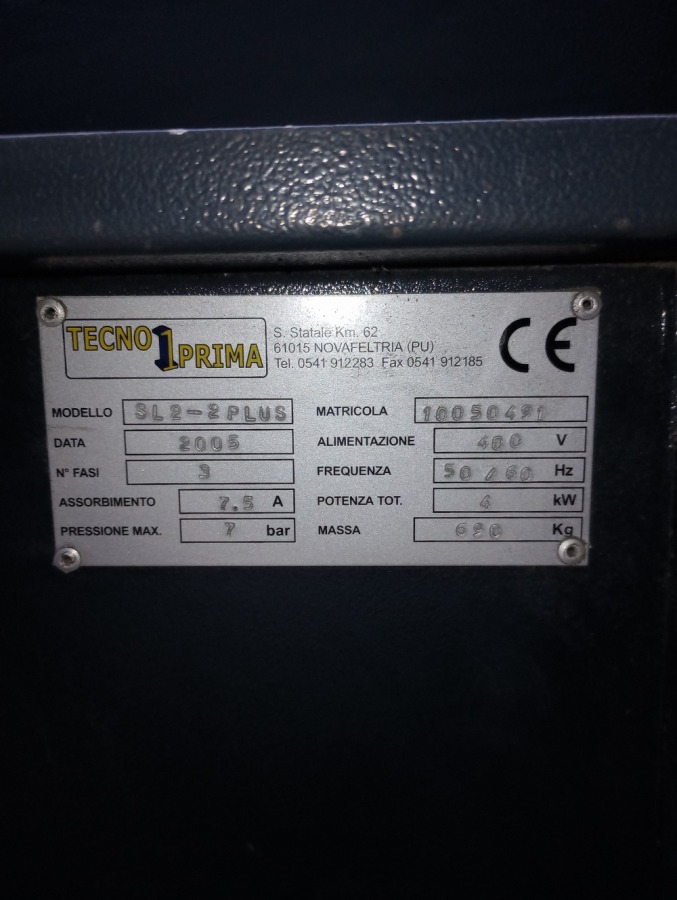 TECNO 1 PRIMA
S. Statale Km. 62
61015 NOVAFELTRIA (PU)
Tel. 0541 912283 Fax 0541 912185
CE
MODELLO SL2-2PLUS
MATRICOLA 10050491
DATA 2005
ALIMENTAZIONE 400 V
N° FASI 3
FREQUENZA 50/60 Hz
ASSORBIMENTO 7.5 A
POTENZA TOT. 4 kW
PRESSIONE MAX. 7 bar
MASSA 690 Kg